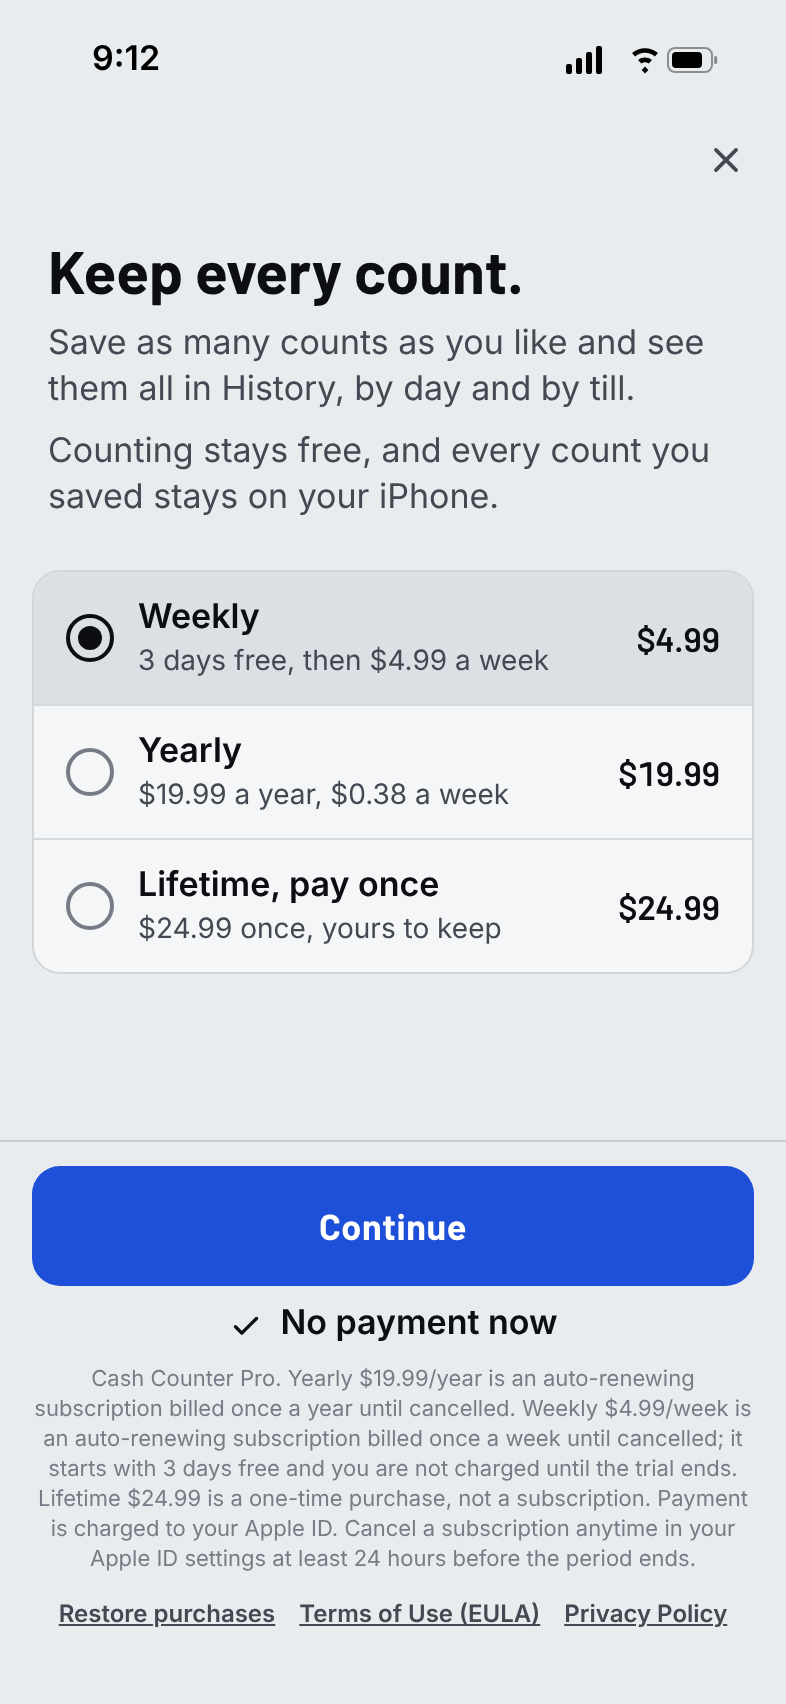 9:12
Keep every count.
Save as many counts as you like and see
them all in History, by day and by till.
Counting stays free, and every count you
saved stays on your iPhone.
Weekly
3 days free, then $4.99 a week
$4.99
Yearly
$19.99 a year, $0.38 a week
$19.99
Lifetime, pay once
$24.99 once, yours to keep
$24.99
Continue
No payment now
Cash Counter Pro. Yearly $19.99/year is an auto-renewing
subscription billed once a year until cancelled. Weekly $4.99/week is
an auto-renewing subscription billed once a week until cancelled; it
starts with 3 days free and you are not charged until the trial ends.
Lifetime $24.99 is a one-time purchase, not a subscription. Payment
is charged to your Apple ID. Cancel a subscription anytime in your
Apple ID settings at least 24 hours before the period ends.
Restore purchases Terms of Use (EULA) Privacy Policy